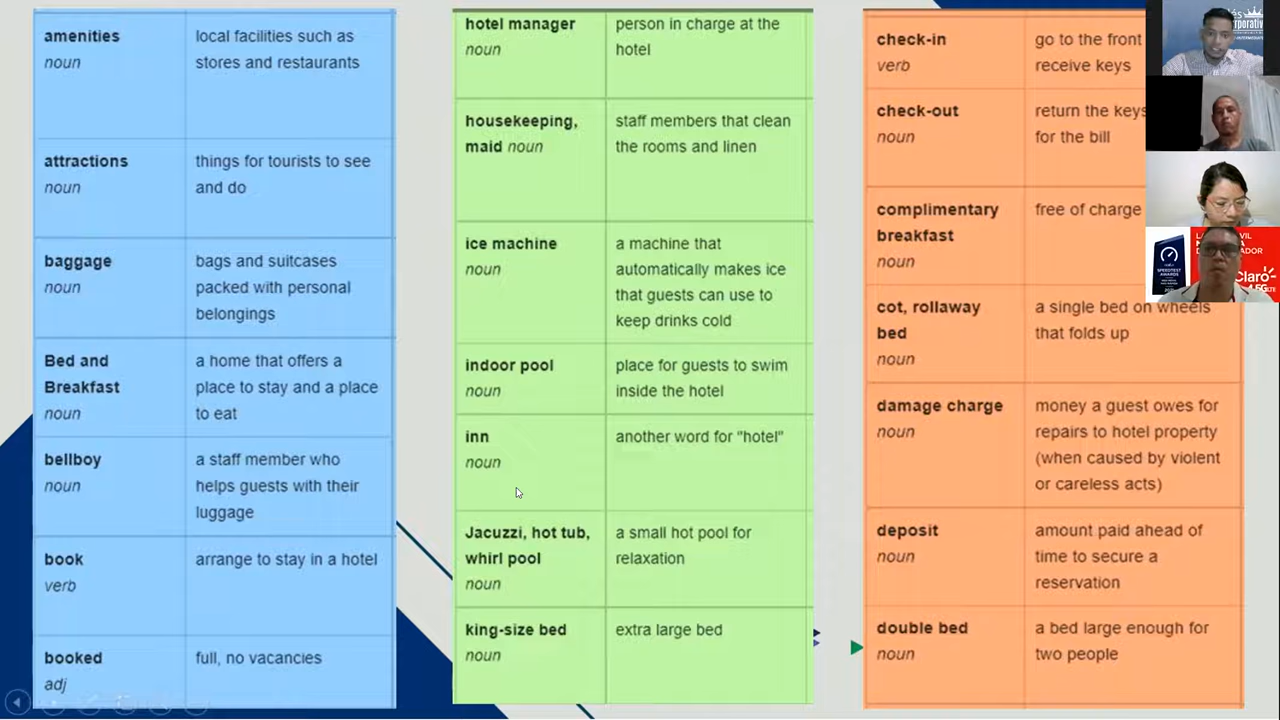 amenities
noun
local facilities such as
stores and restaurants
attractions
noun
things for tourists to see
and do
baggage
noun
bags and suitcases
packed with personal
belongings
Bed and
Breakfast
noun
a home that offers a
place to stay and a place
to eat
bellboy
noun
a staff member who
helps guests with their
luggage
book
verb
arrange to stay in a hotel
booked
adj
full, no vacancies
hotel manager
noun
person in charge at the
hotel
housekeeping,
maid noun
staff members that clean
the rooms and linen
ice machine
noun
a machine that
automatically makes ice
that guests can use to
keep drinks cold
indoor pool
noun
place for guests to swim
inside the hotel
inn
noun
another word for "hotel"
Jacuzzi, hot tub,
whirl pool
noun
a small hot pool for
relaxation
king-size bed
noun
extra large bed
check-in
verb
go to the front
receive keys
check-out
noun
return the keys
for the bill
complimentary
breakfast
noun
free of charge
cot, rollaway
bed
noun
a single bed on wheels
that folds up
damage charge
noun
money a guest owes for
repairs to hotel property
(when caused by violent
or careless acts)
deposit
noun
amount paid ahead of
time to secure a
reservation
double bed
noun
a bed large enough for
two people
Claro